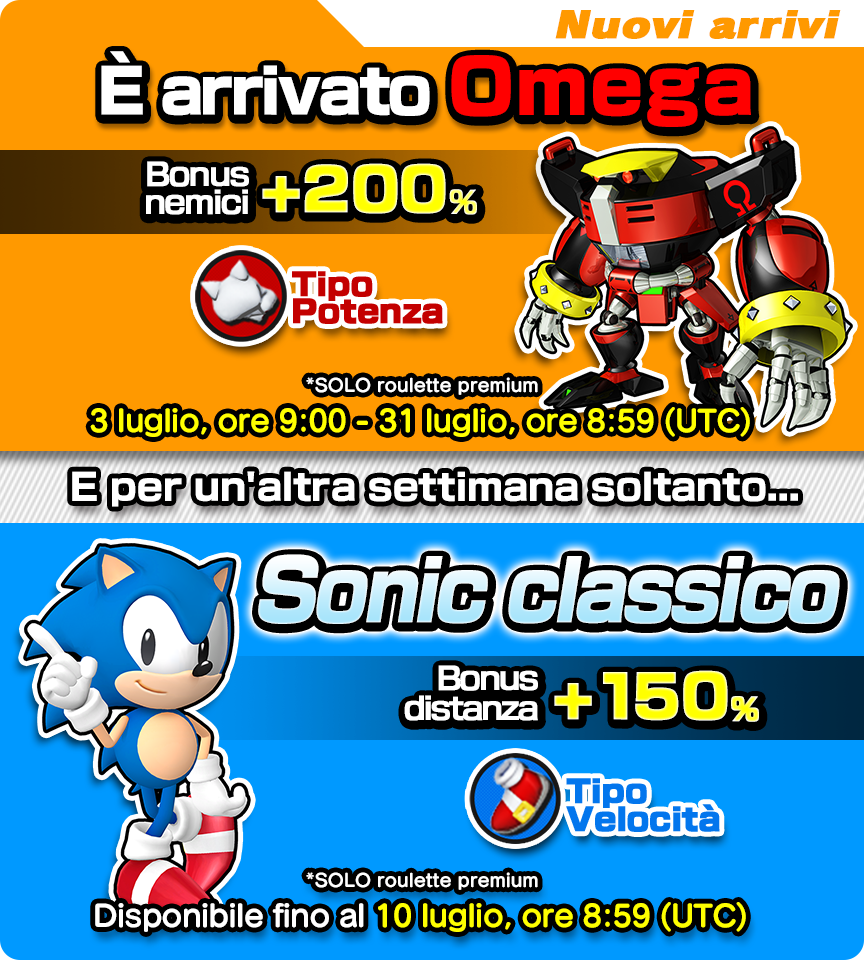 Nuovi arrivi
È arrivato Omega
Bonus
nemici +200%
Tipo
Potenza
*SOLO roulette premium
3 luglio, ore 9:00 - 31 luglio, ore 8:59 (UTC)
E per un'altra settimana soltanto...
Sonic classico
Bonus
distanza +150%
Tipo
Velocità
*SOLO roulette premium
Disponibile fino al 10 luglio, ore 8:59 (UTC)